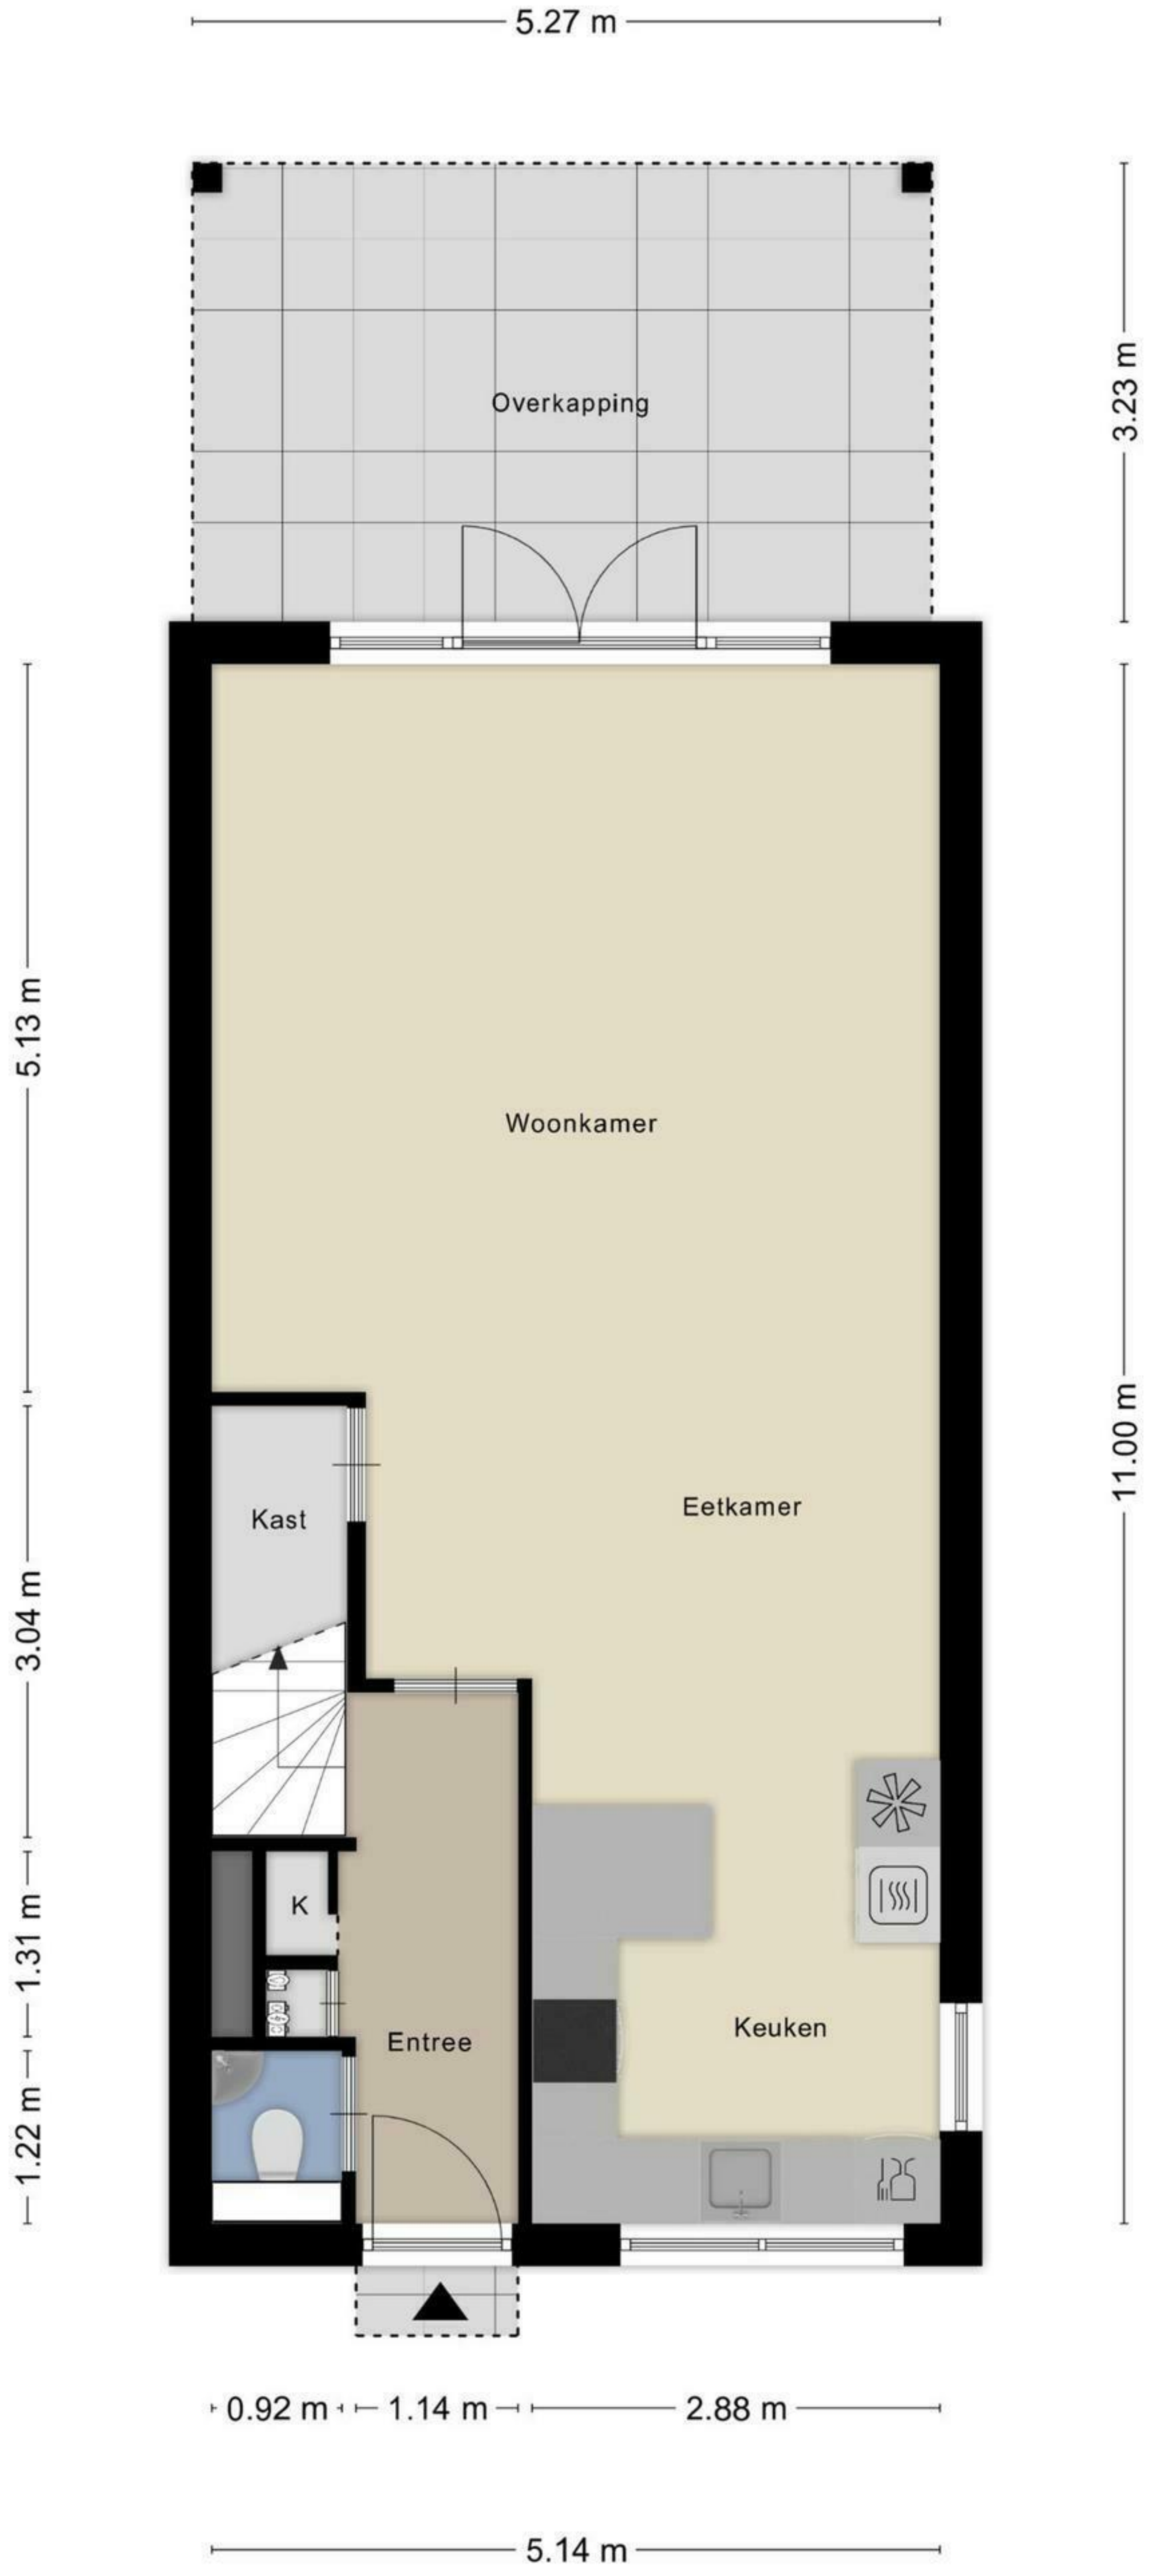 5.27 m
Overkapping
3.23 m
5.13 m
Woonkamer
11.00 m
Eetkamer
Kast
3.04 m
K
1.31 m
Keuken
Entree
1.22 m
0.92 m
1.14 m
2.88 m
5.14 m